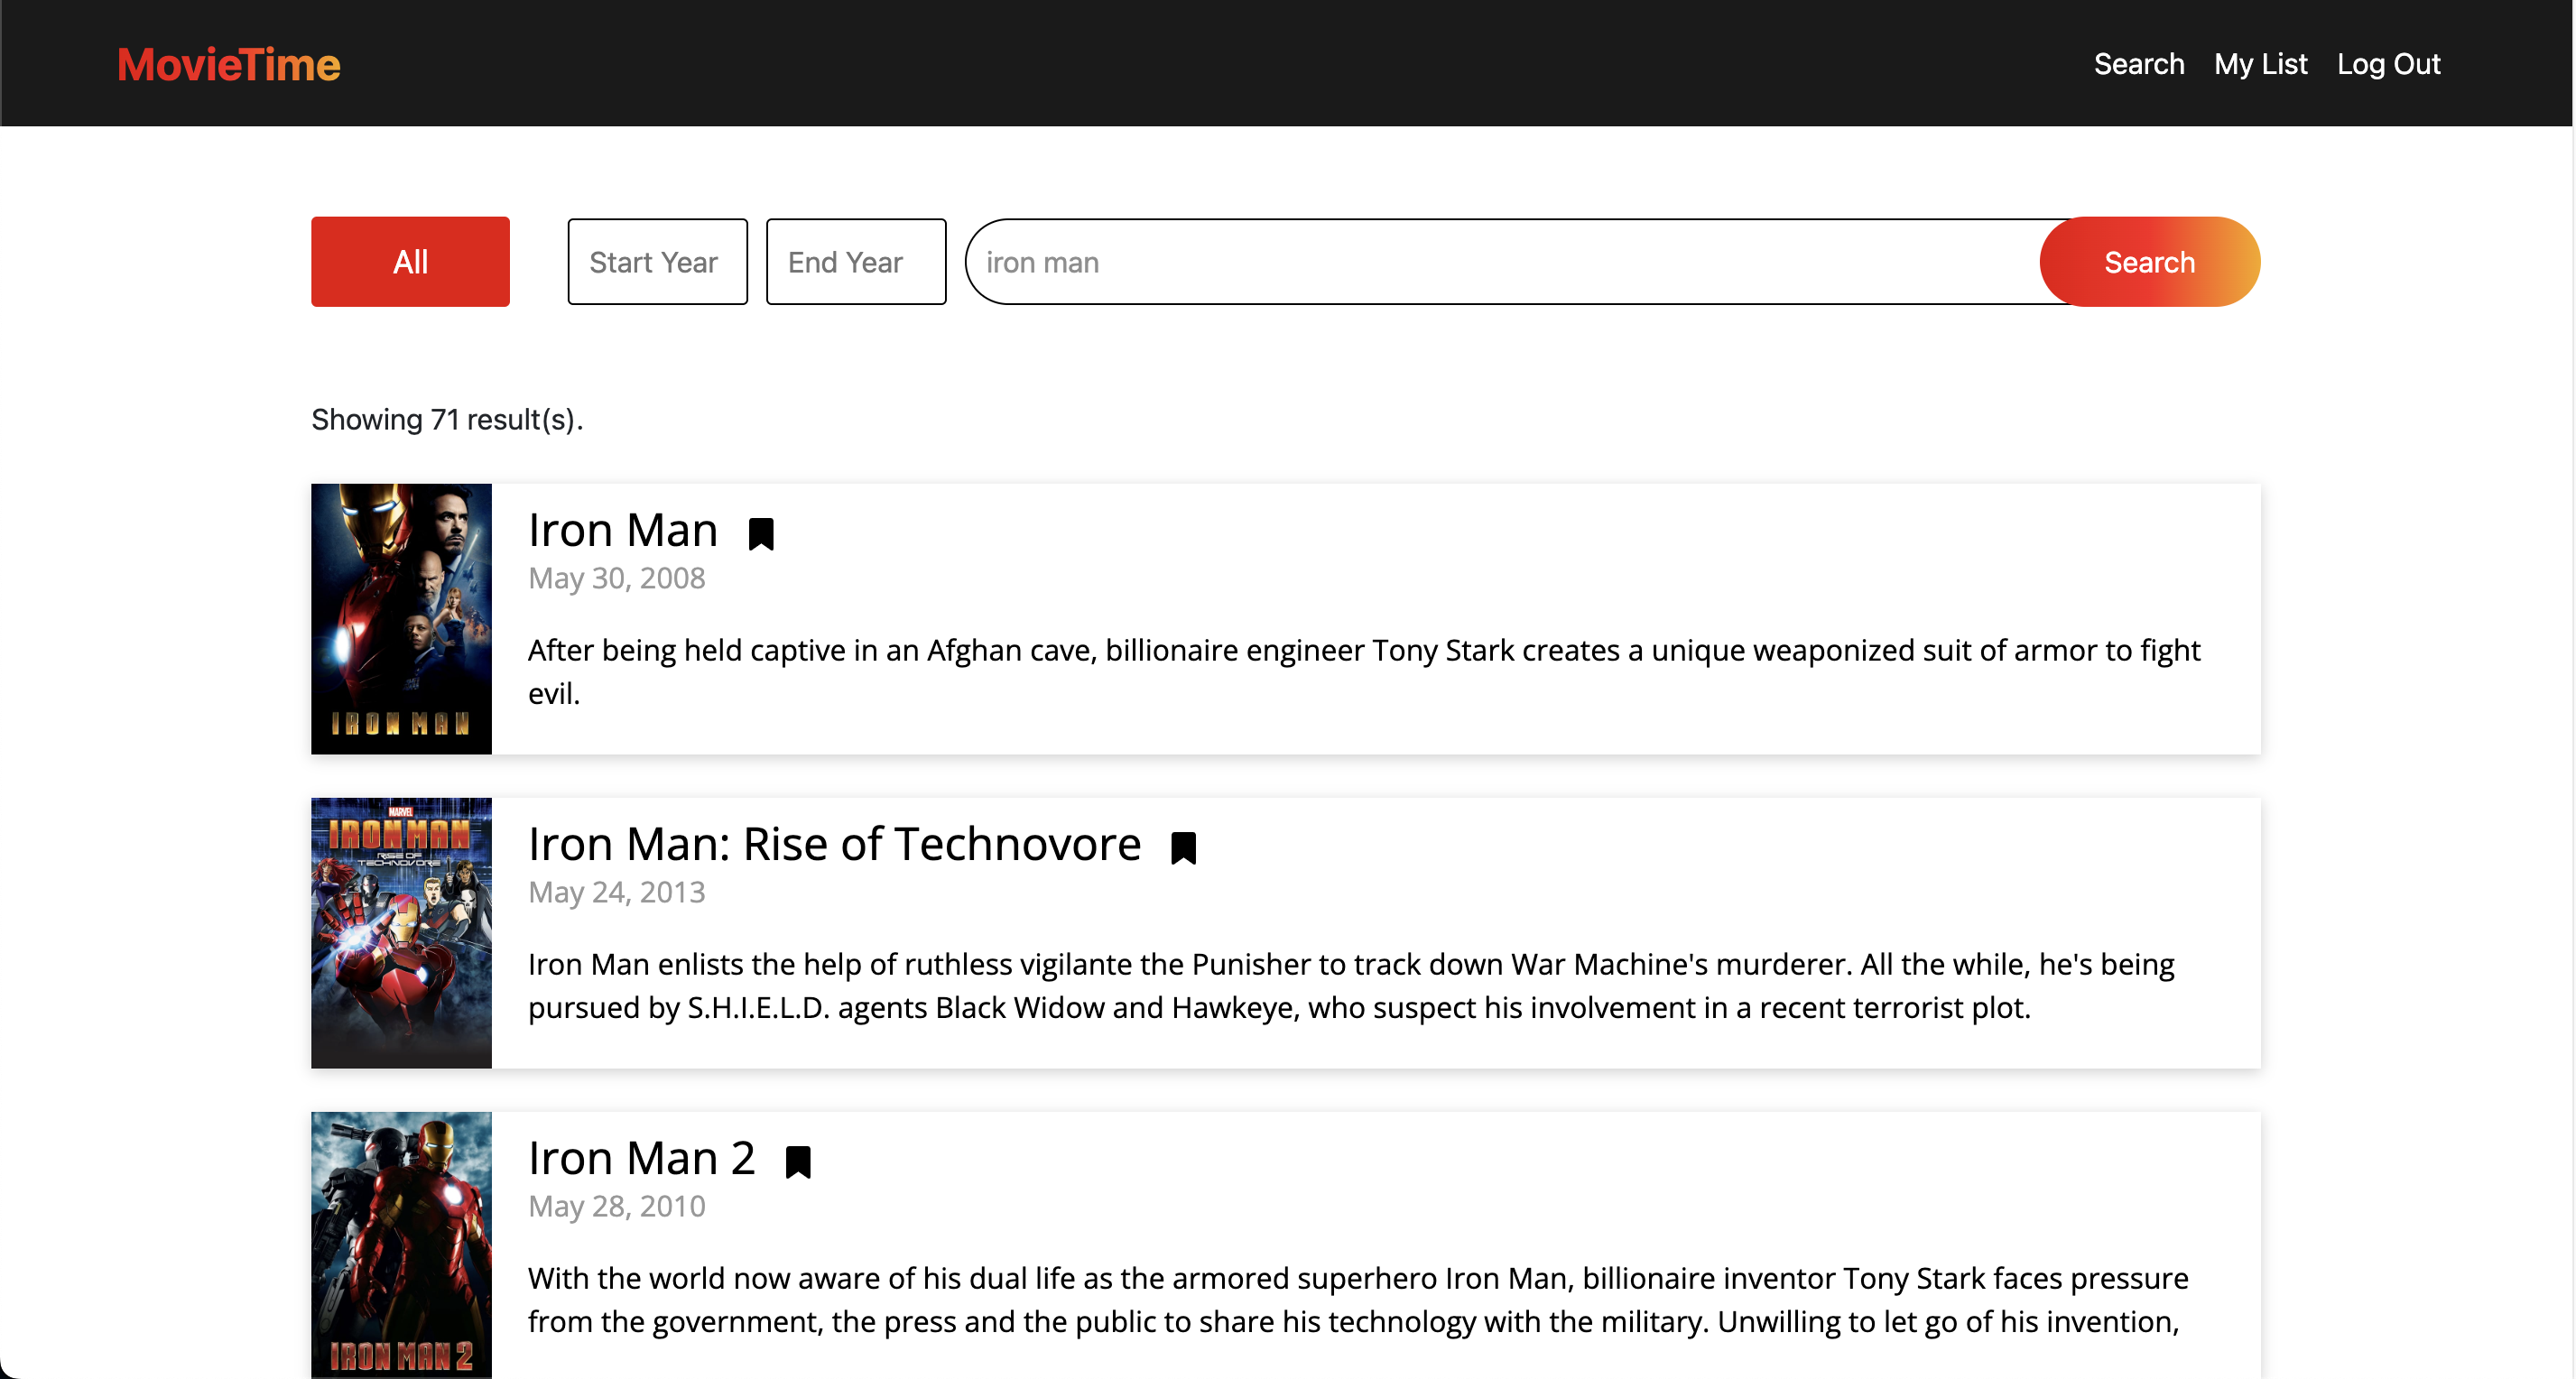 MovieTime
Search My List Log Out
All
Start Year
End Year
iron man
Search
Showing 71 result(s).
IRON MAN
Iron Man
May 30, 2008
After being held captive in an Afghan cave, billionaire engineer Tony Stark creates a unique weaponized suit of armor to fight
evil.
MARVEL
IRON MAN
RISE OF
TECHNOVORE
Iron Man: Rise of Technovore
May 24, 2013
Iron Man enlists the help of ruthless vigilante the Punisher to track down War Machine's murderer. All the while, he's being
pursued by S.H.I.E.L.D. agents Black Widow and Hawkeye, who suspect his involvement in a recent terrorist plot.
IRON MAN 2
Iron Man 2
May 28, 2010
With the world now aware of his dual life as the armored superhero Iron Man, billionaire inventor Tony Stark faces pressure
from the government, the press and the public to share his technology with the military. Unwilling to let go of his invention,